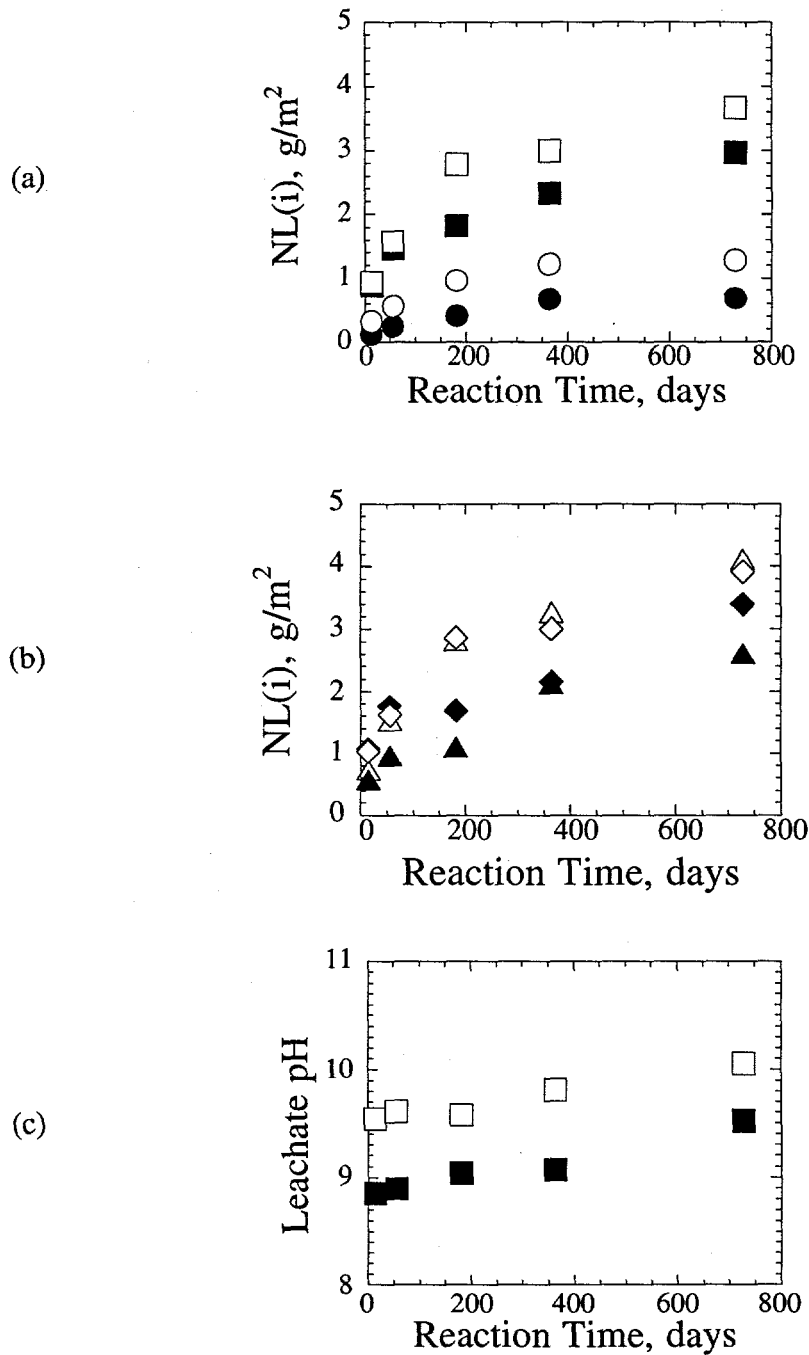 (a)
NL(i), g/m²
5
4
3
2
1
0
0 200 400 600 800
Reaction Time, days
(b)
NL(i), g/m²
5
4
3
2
1
0
0 200 400 600 800
Reaction Time, days
(c)
Leachate pH
11
10
9
8
0 200 400 600 800
Reaction Time, days